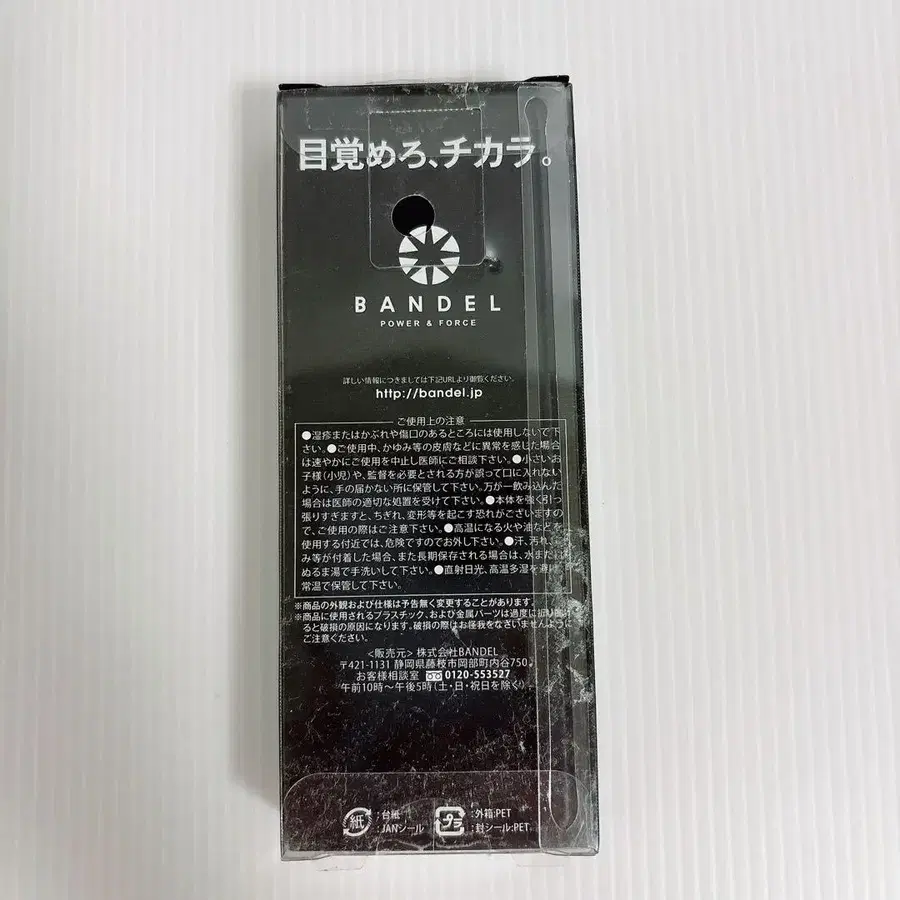 目覚めろ、チカラ。
BANDEL
POWER & FORCE
詳しい情報につきましては下記URLより御覧ください。
http://bandel.jp
ご使用上の注意
●湿疹またはかぶれや傷口のあるところには使用しないで下
さい。●ご使用中、かゆみ等の皮膚などに異常を感じた場合
は速やかにご使用を中止し医師にご相談下さい。●小さいお
子様(小児)や、監督を必要とされる方が誤って口に入れない
ように、手の届かない所に保管して下さい。万が一飲み込んだ
場合は医師の適切な処置を受けて下さい。●本体を強く引っ
張りすぎますと、ちぎれ、変形等を起こす恐れがございますの
で、ご使用の際はご注意下さい。●高温になる火や油などを
使用する付近では、危険ですのでお外し下さい。●汗、汚れ、
み等が付着した場合、また長期保存される場合は、水また
ぬるま湯で手洗いして下さい。●直射日光、高温多湿を避け
常温で保管して下さい。
※商品の外観および仕様は予告無く変更することがあります。
※商品に使用されるプラスチック、および金属パーツは過度に折り曲げ
ると破損の原因になります。破損の際はお怪我をなさいませんように
ご注意ください。
<販売元> 株式会社BANDEL
〒421-1131 静岡県藤枝市岡部町内谷750
お客様相談室 0120-553527
午前10時〜午後5時(土・日・祝日を除く)
紙 :台紙
:JANシール
プラ :外箱:PET
:封シール:PET